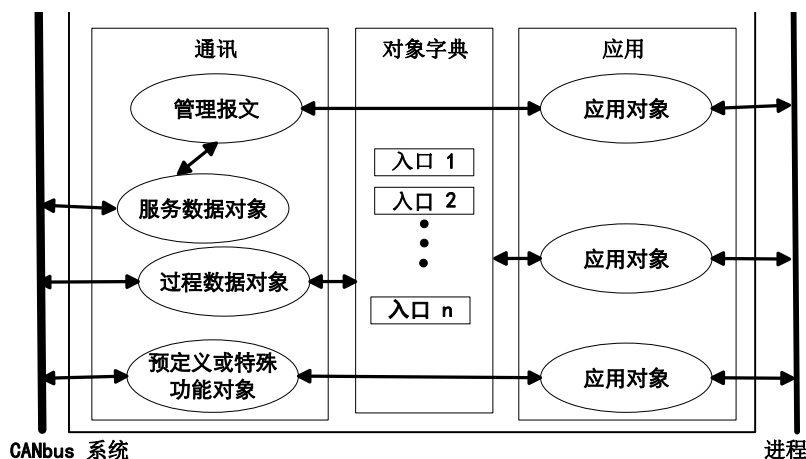 通讯
对象字典
应用
管理报文
应用对象
入口 1
入口 2
服务数据对象
过程数据对象
应用对象
入口 n
预定义或特殊
功能对象
应用对象
CANbus 系统
进程